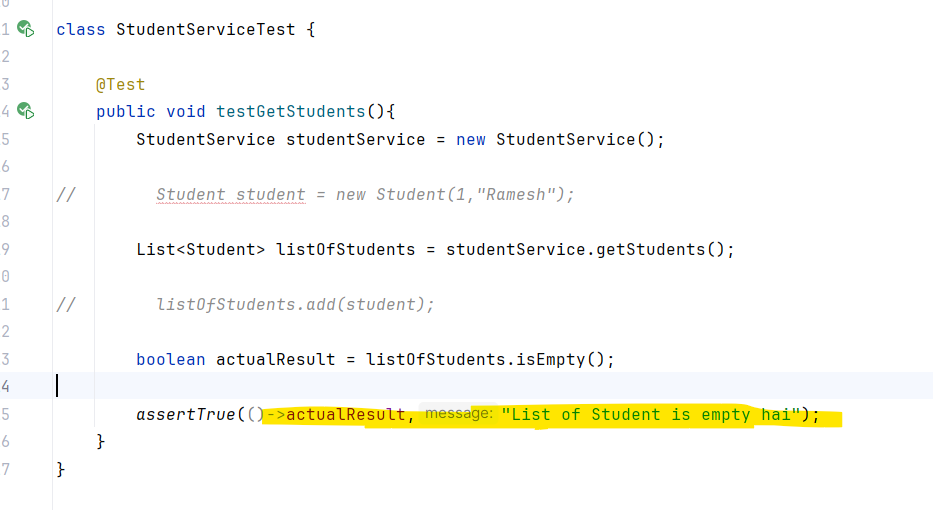 0
1 class StudentServiceTest {
2
3 @Test
4 public void testGetStudents(){
5 StudentService studentService = new StudentService();
6
7 // Student student = new Student(1,"Ramesh");
8
9 List<Student> listOfStudents = studentService.getStudents();
0
1 // listOfStudents.add(student);
2
3 boolean actualResult = listOfStudents.isEmpty();
4
5 assertTrue(()->actualResult, message: "List of Student is empty hai");
6 }
7 }